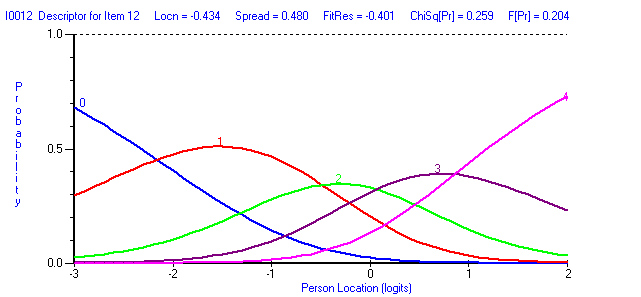 I0012 Descriptor for Item 12 Locn = -0.434 Spread = 0.480 FitRes = -0.401 ChiSq[Pr] = 0.259 F[Pr] = 0.204
1.0
Probability
0
1
0.5
2
3
4
0.0
-3 -2 -1 0 1 2
Person Location (logits)